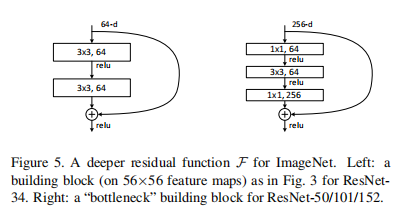 64-d
3x3, 64
relu
3x3, 64
relu
256-d
1x1, 64
relu
3x3, 64
relu
1x1, 256
relu
Figure 5. A deeper residual function F for ImageNet. Left: a
building block (on 56×56 feature maps) as in Fig. 3 for ResNet-
34. Right: a “bottleneck” building block for ResNet-50/101/152.